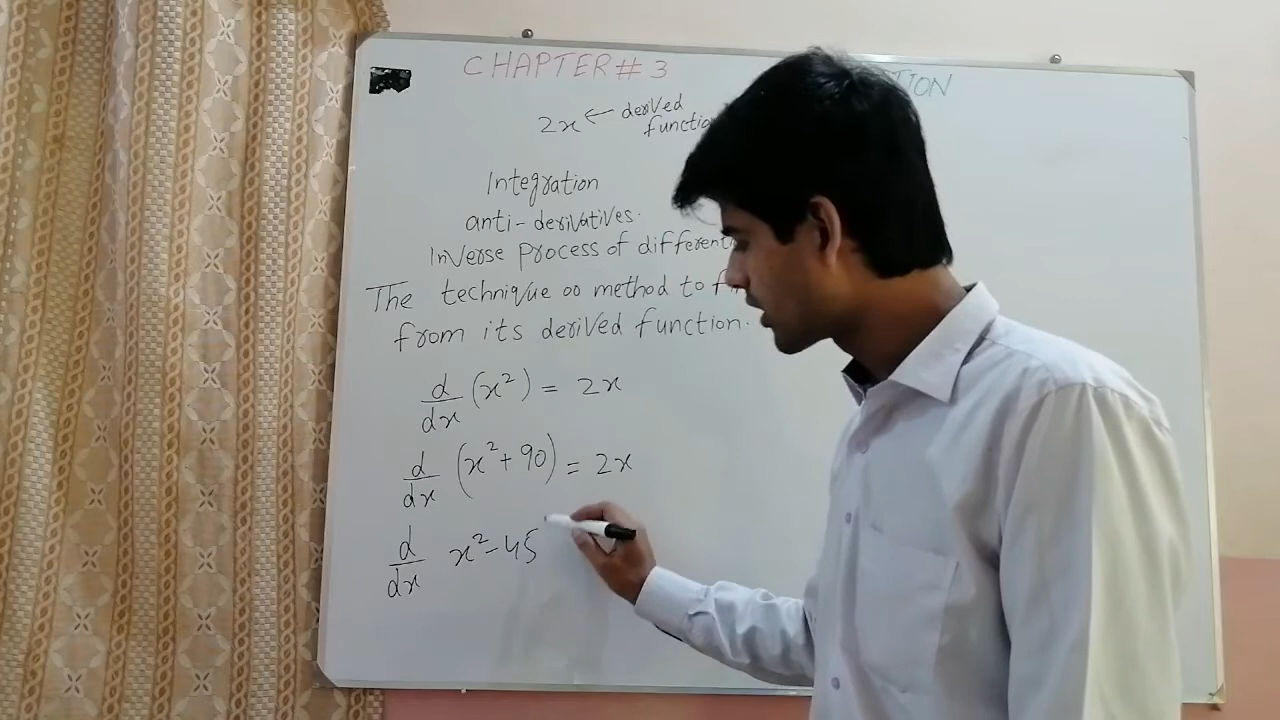 CHAPTER # 3
2x ← derived
function
Integration
anti-derivatives.
Inverse Process of
The technique or method to
from its derived function.
d/dx (x²) = 2x
d/dx (x² + 90) = 2x
d/dx x² - 45